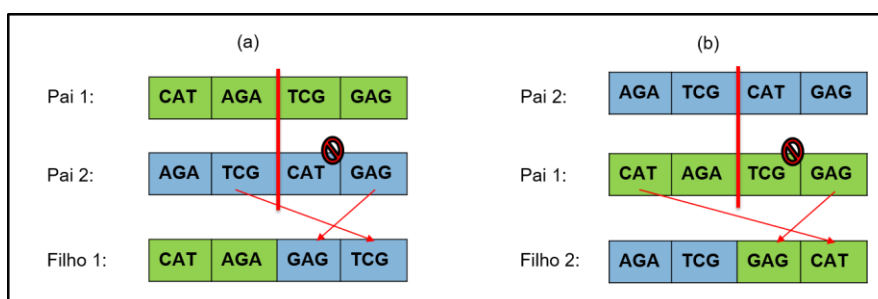 (a)
Pai 1: CAT AGA TCG GAG
Pai 2: AGA TCG CAT GAG
Filho 1: CAT AGA GAG TCG
(b)
Pai 2: AGA TCG CAT GAG
Pai 1: CAT AGA TCG GAG
Filho 2: AGA TCG GAG CAT